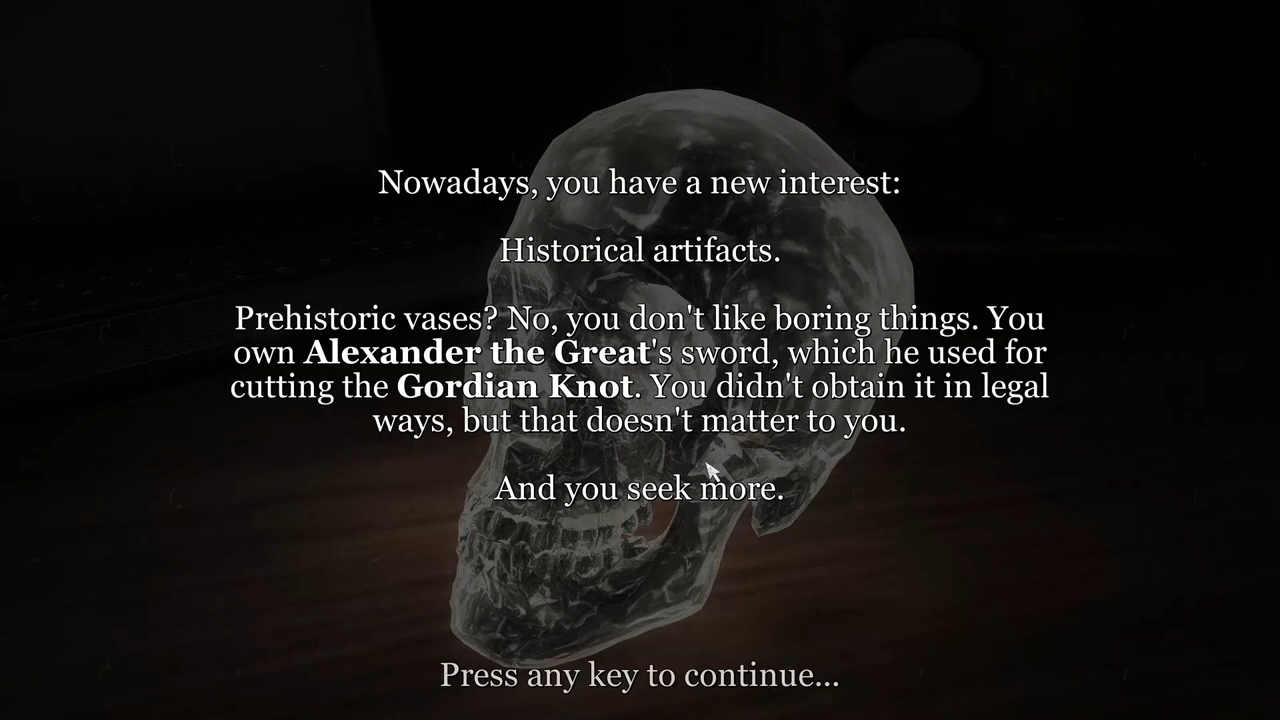 Nowadays, you have a new interest:
Historical artifacts.
Prehistoric vases? No, you don't like boring things. You
own Alexander the Great's sword, which he used for
cutting the Gordian Knot. You didn't obtain it in legal
ways, but that doesn't matter to you.
And you seek more.
Press any key to continue...